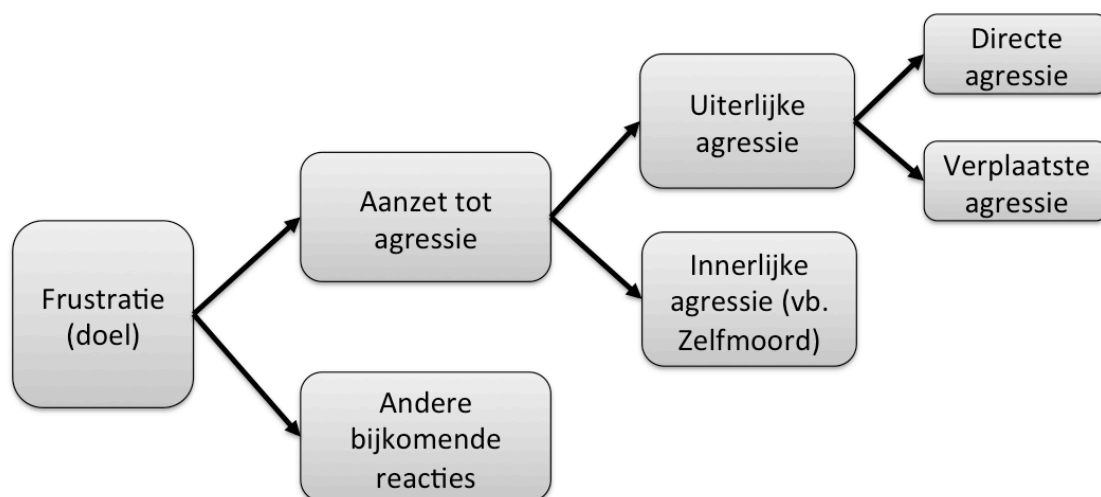 Frustratie
(doel)
Aanzet tot
agressie
Andere
bijkomende
reacties
Uiterlijke
agressie
Innerlijke
agressie (vb.
Zelfmoord)
Directe
agressie
Verplaatste
agressie